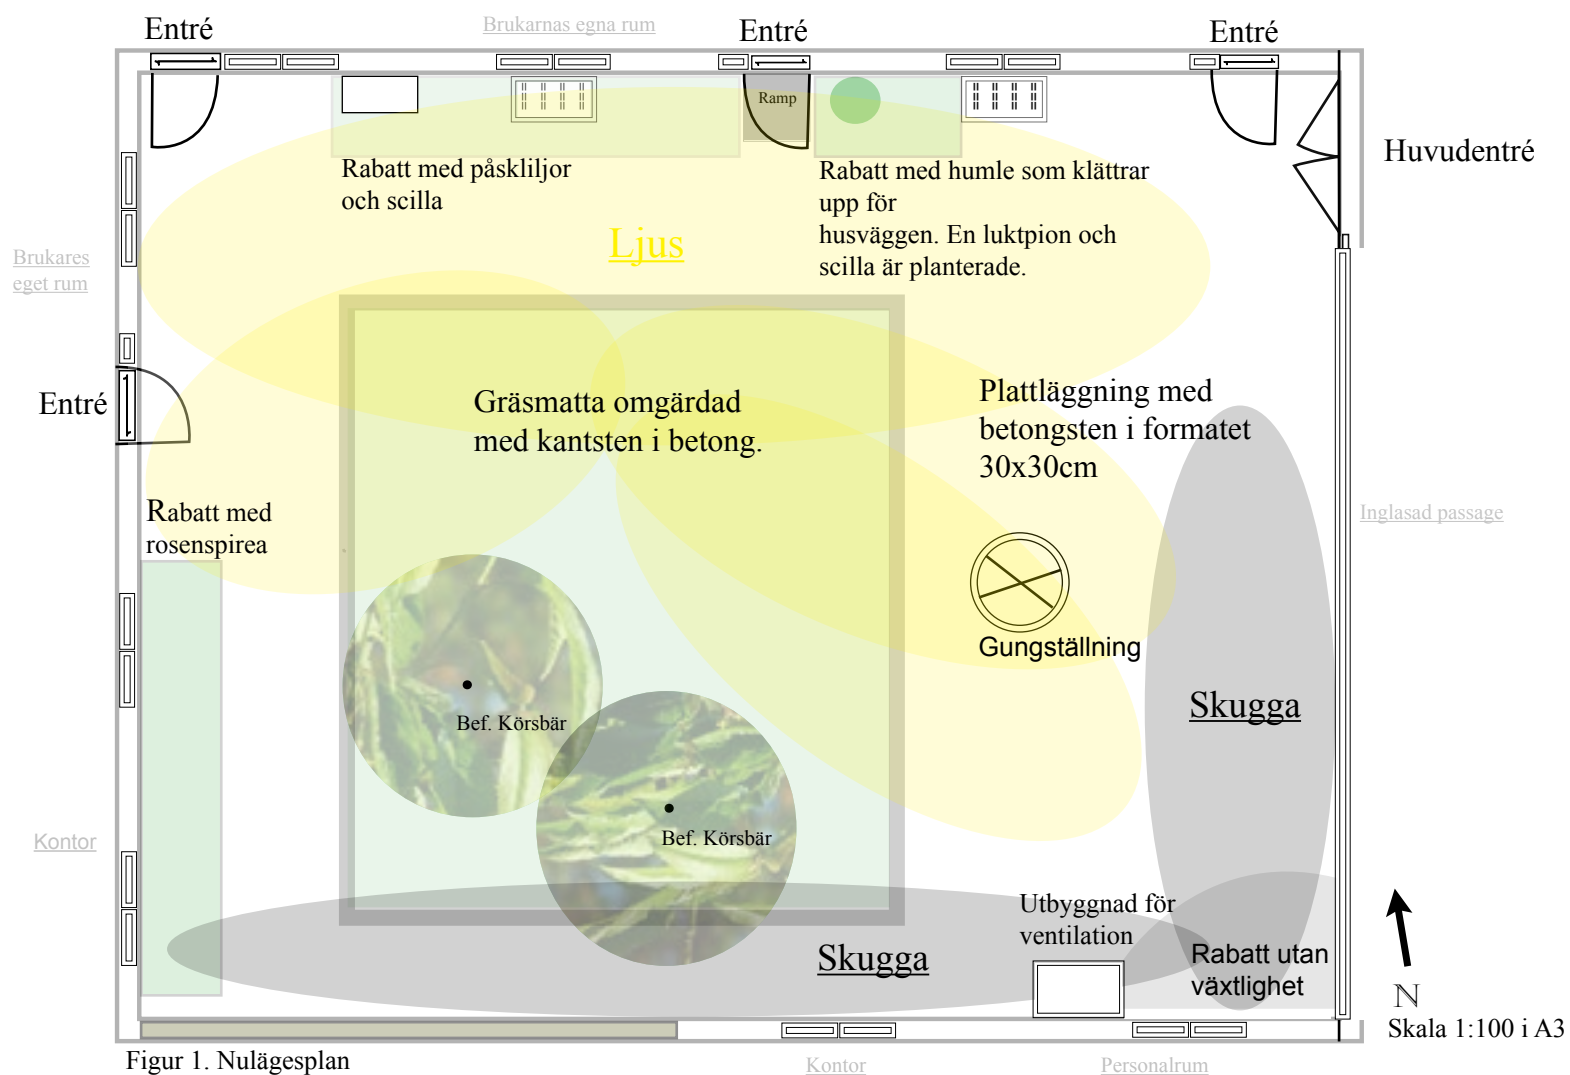 Entré
Brukarnas egna rum
Entré
Entré
Ramp
Huvudentré
Rabatt med påskliljor
och scilla
Rabatt med humle som klättrar
upp för
husväggen. En luktpion och
scilla är planterade.
Ljus
Brukares
eget rum
Entré
Gräsmatta omgärdad
med kantsten i betong.
Plattläggning med
betongsten i formatet
30x30cm
Rabatt med
rosenspirea
Inglasad passage
Gungställning
Skugga
Bef. Körsbär
Bef. Körsbär
Kontor
Utbyggnad för
ventilation
Skugga
Rabatt utan
växtlighet
N
Skala 1:100 i A3
Figur 1. Nulägesplan
Kontor
Personalrum